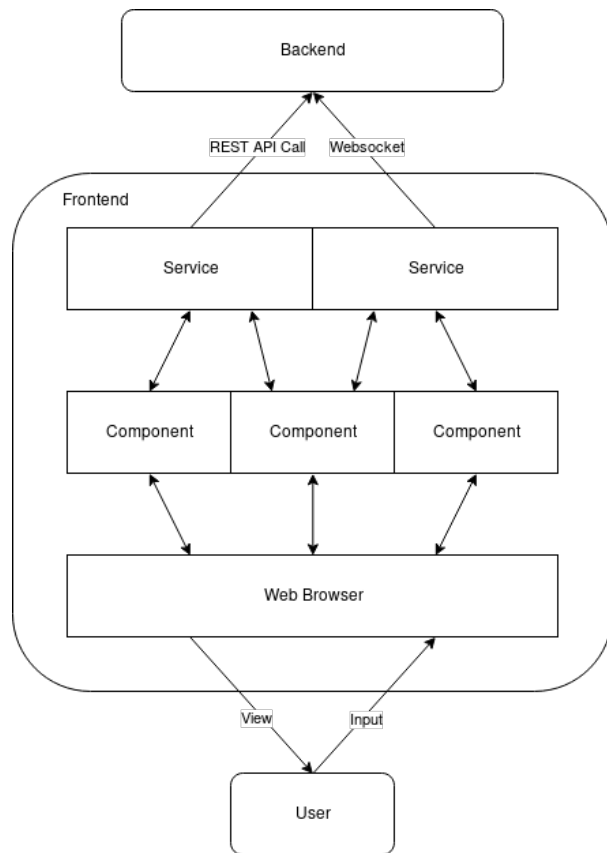 Backend
REST API Call
Websocket
Frontend
Service
Service
Component
Component
Component
Web Browser
View
Input
User